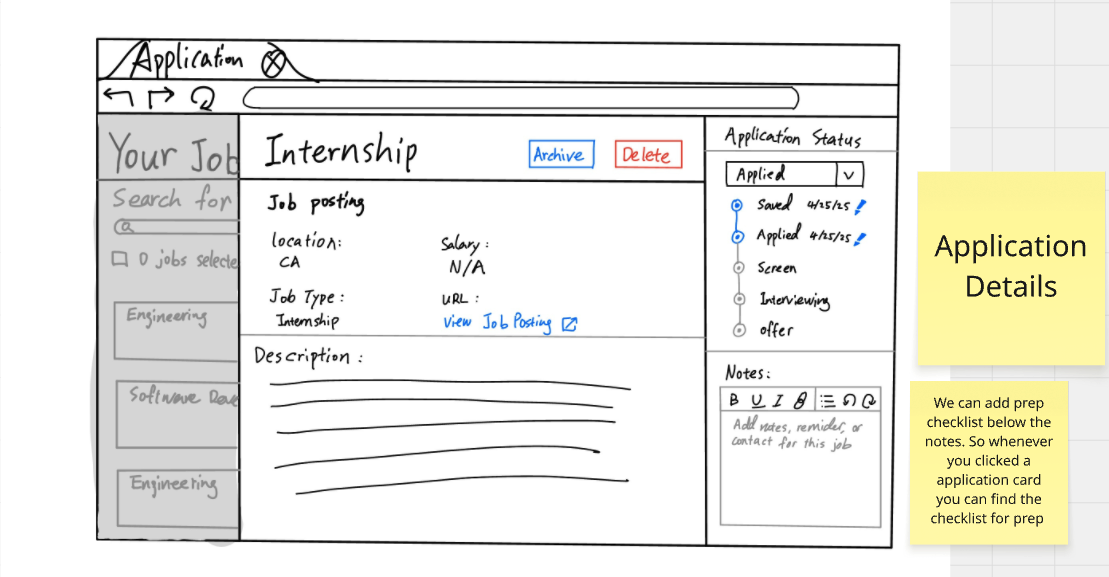 Application
Your Job
Search for
0 jobs selecte
Engineering
Software Deve
Engineering
Internship
Archive
Delete
Job posting
location:
CA
Salary:
N/A
Job Type:
Internship
URL:
View Job Posting
Description:
Application Status
Applied
Saved 4/25/25
Applied 4/25/25
Screen
Interviewing
offer
Notes:
B U I
Add notes, remider, or
contact for this job
Application
Details
We can add prep
checklist below the
notes. So whenever
you clicked a
application card
you can find the
checklist for prep